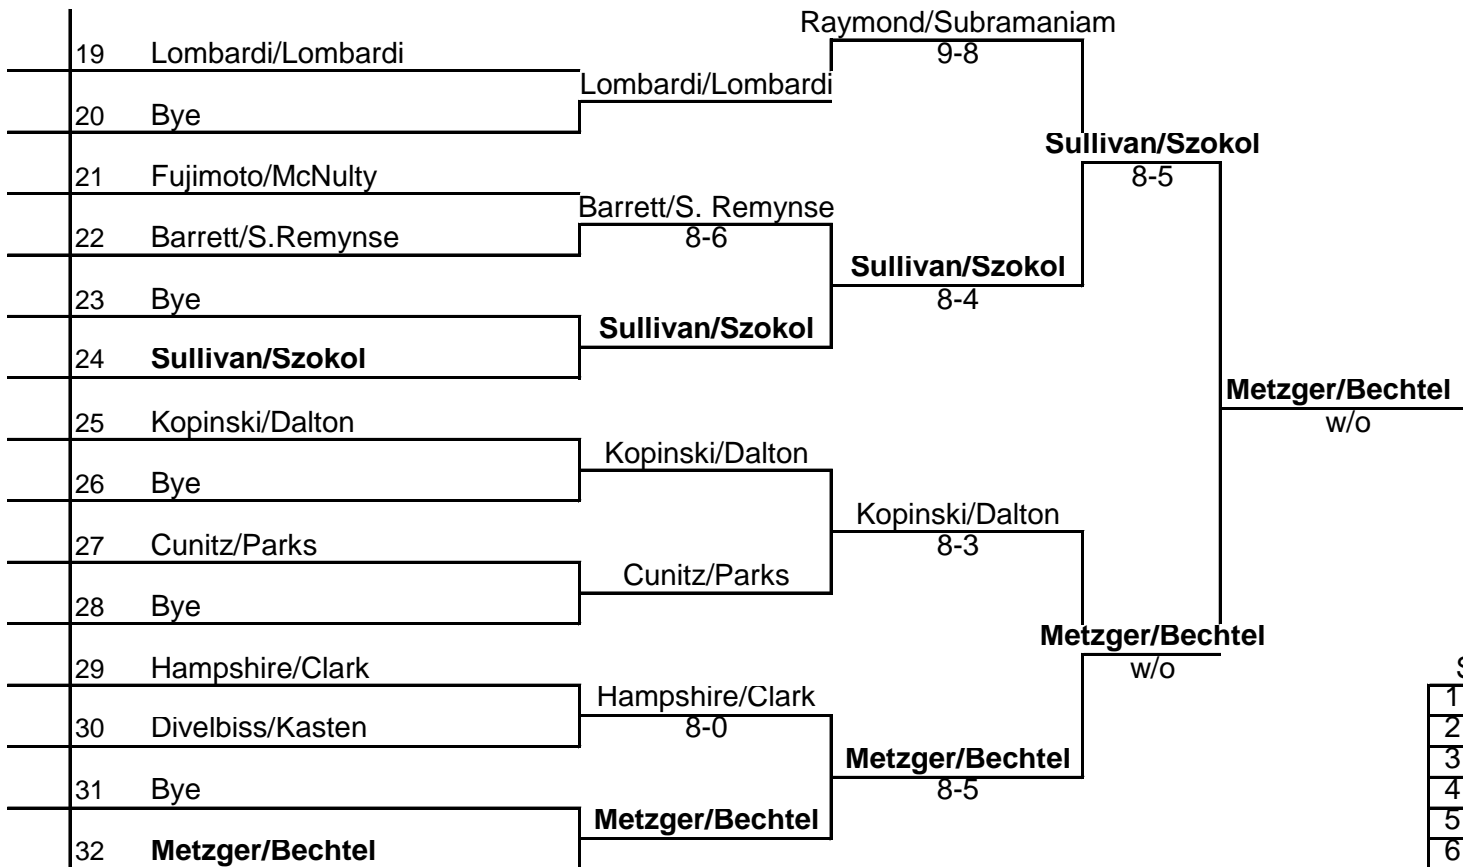 Raymond/Subramaniam
19 Lombardi/Lombardi
9-8
Lombardi/Lombardi
20 Bye
Sullivan/Szokol
21 Fujimoto/McNulty
8-5
Barrett/S. Remynse
22 Barrett/S.Remynse
8-6
Sullivan/Szokol
23 Bye
8-4
Sullivan/Szokol
24 Sullivan/Szokol
Metzger/Bechtel
25 Kopinski/Dalton
w/o
Kopinski/Dalton
26 Bye
Kopinski/Dalton
27 Cunitz/Parks
8-3
Cunitz/Parks
28 Bye
Metzger/Bechtel
29 Hampshire/Clark
w/o
S
Hampshire/Clark
1
30 Divelbiss/Kasten
8-0
2
Metzger/Bechtel
3
31 Bye
8-5
4
Metzger/Bechtel
5
32 Metzger/Bechtel
6